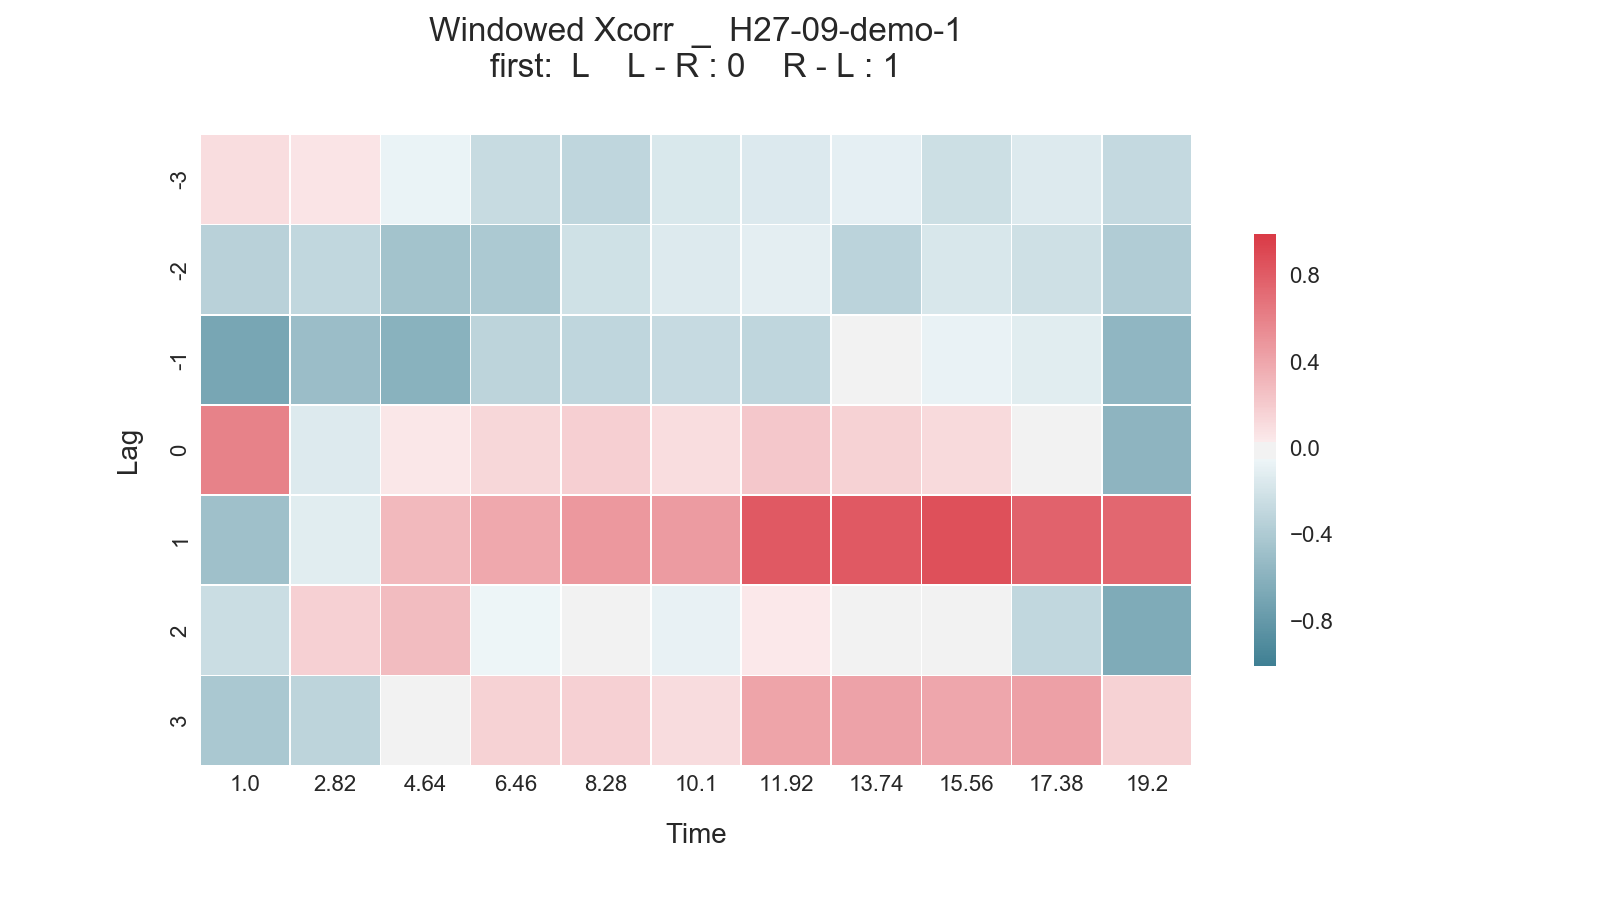 Windowed Xcorr _ H27-09-demo-1
first: L L - R : 0 R - L : 1
Lag
-3
-2
-1
0
1
2
3
1.0 2.82 4.64 6.46 8.28 10.1 11.92 13.74 15.56 17.38 19.2
Time
0.8
0.4
0.0
−0.4
−0.8